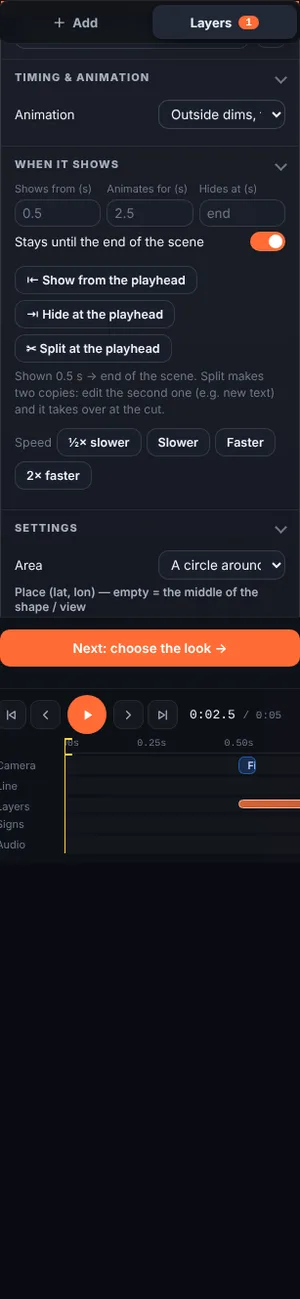 + Add
Layers 1
TIMING & ANIMATION
Animation
Outside dims,
WHEN IT SHOWS
Shows from (s)
Animates for (s)
Hides at (s)
0.5
2.5
end
Stays until the end of the scene
⇤ Show from the playhead
⇥ Hide at the playhead
✂ Split at the playhead
Shown 0.5 s → end of the scene. Split makes
two copies: edit the second one (e.g. new text)
and it takes over at the cut.
Speed
½× slower
Slower
Faster
2× faster
SETTINGS
Area
A circle around
Place (lat, lon) — empty = the middle of the
shape / view
Next: choose the look →
0:02.5 / 0:05
0.25s
0.50s
Camera
Line
Layers
Signs
Audio